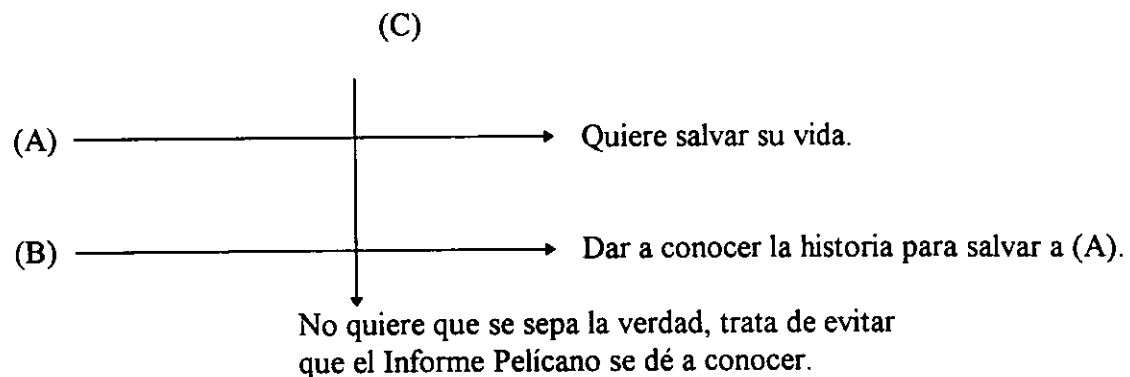 (C)
(A) Quiere salvar su vida.
(B) Dar a conocer la historia para salvar a (A).
No quiere que se sepa la verdad, trata de evitar
que el Informe Pelícano se dé a conocer.